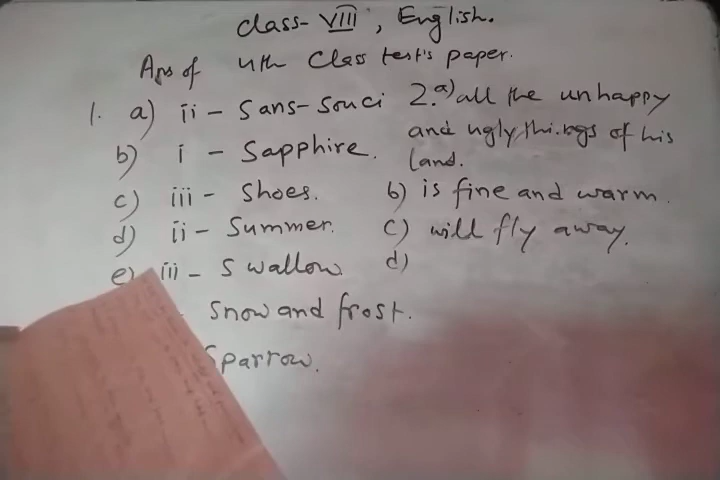 Class - VIII, English.
Ans of 4th Class test's paper.
1. a) ii - Sans-Souci
b) i - Sapphire.
c) iii - Shoes.
d) ii - Summer.
e) iii - Swallow.
Snow and frost.
Sparrow.
2. a) all the unhappy
and ugly things of his
land.
b) is fine and warm.
c) will fly away.
d)